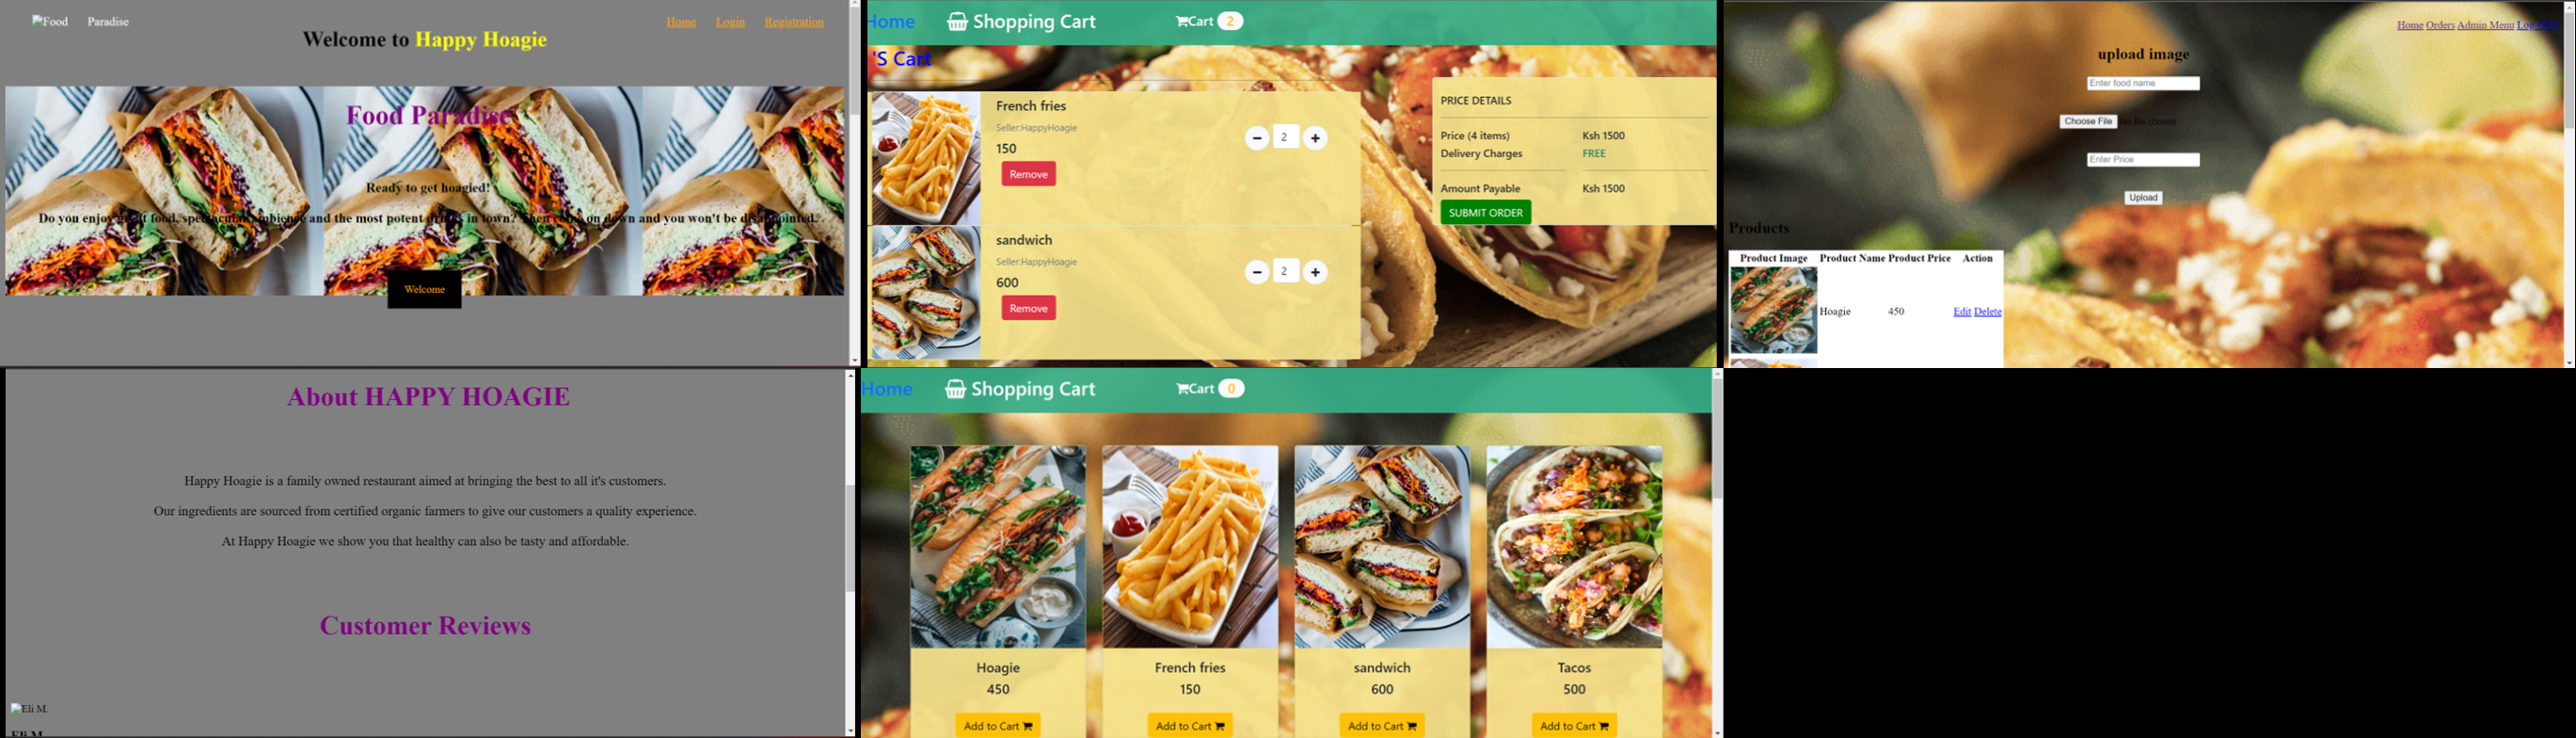 Food Paradise
Home Login Registration
Welcome to Happy Hoagie
Food Paradise
Ready to get hoagied!
Do you enjoy great food, spectacular ambience and the most potent drinks in town? Then come on down and you won't be disappointed.
Welcome
Home Shopping Cart Cart 2
'S Cart
French fries
Seller:HappyHoagie
150
Remove
2
sandwich
Seller:HappyHoagie
600
Remove
2
PRICE DETAILS
Price (4 items) Ksh 1500
Delivery Charges FREE
Amount Payable Ksh 1500
SUBMIT ORDER
Home Orders Admin Menu Log OUT
upload image
Enter food name
Choose File No file chosen
Enter Price
Upload
Products
Product Image Product Name Product Price Action
Hoagie 450 Edit Delete
About HAPPY HOAGIE
Happy Hoagie is a family owned restaurant aimed at bringing the best to all it's customers.
Our ingredients are sourced from certified organic farmers to give our customers a quality experience.
At Happy Hoagie we show you that healthy can also be tasty and affordable.
Customer Reviews
Eli M.
Eli M.
Home Shopping Cart Cart 0
Hoagie
450
Add to Cart
French fries
150
Add to Cart
sandwich
600
Add to Cart
Tacos
500
Add to Cart